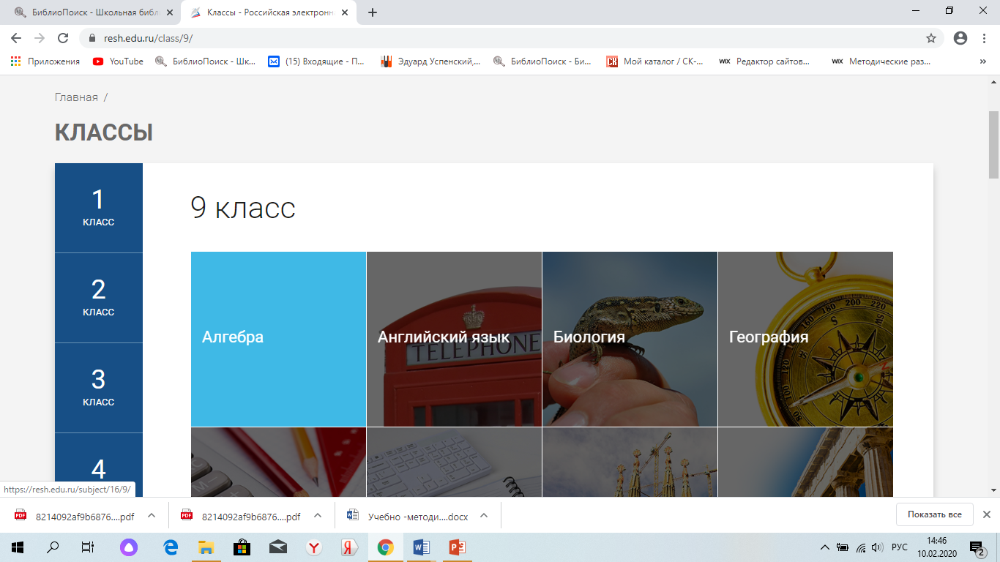 БиблиоПоиск - Школьная библ
Классы - Российская электронн
resh.edu.ru/class/9/
Приложения
YouTube
БиблиоПоиск - Шк...
(15) Входящие - П...
Эдуард Успенский,...
БиблиоПоиск - Би...
Мой каталог / СК-...
WIX Редактор сайтов...
WIX Методические раз...
Главная /
КЛАССЫ
1
КЛАСС
2
КЛАСС
3
КЛАСС
4
9 класс
Алгебра
Английский язык
TELEPHONE
Биология
География
https://resh.edu.ru/subject/16/9/
8214092af9b6876....pdf
8214092af9b6876....pdf
Учебно -методи....docx
Показать все
РУС
14:46
10.02.2020
2